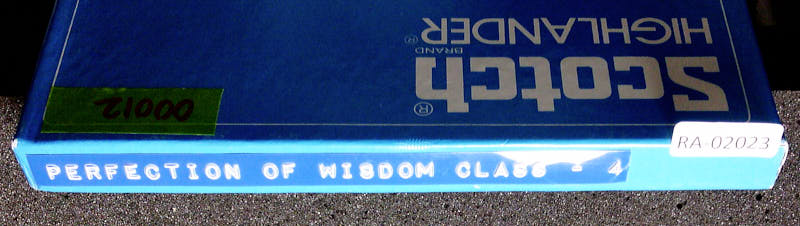 HIGHLANDER®
BRAND
Scotch®
00012
RA-02023
PERFECTION OF WISDOM CLASS - 4